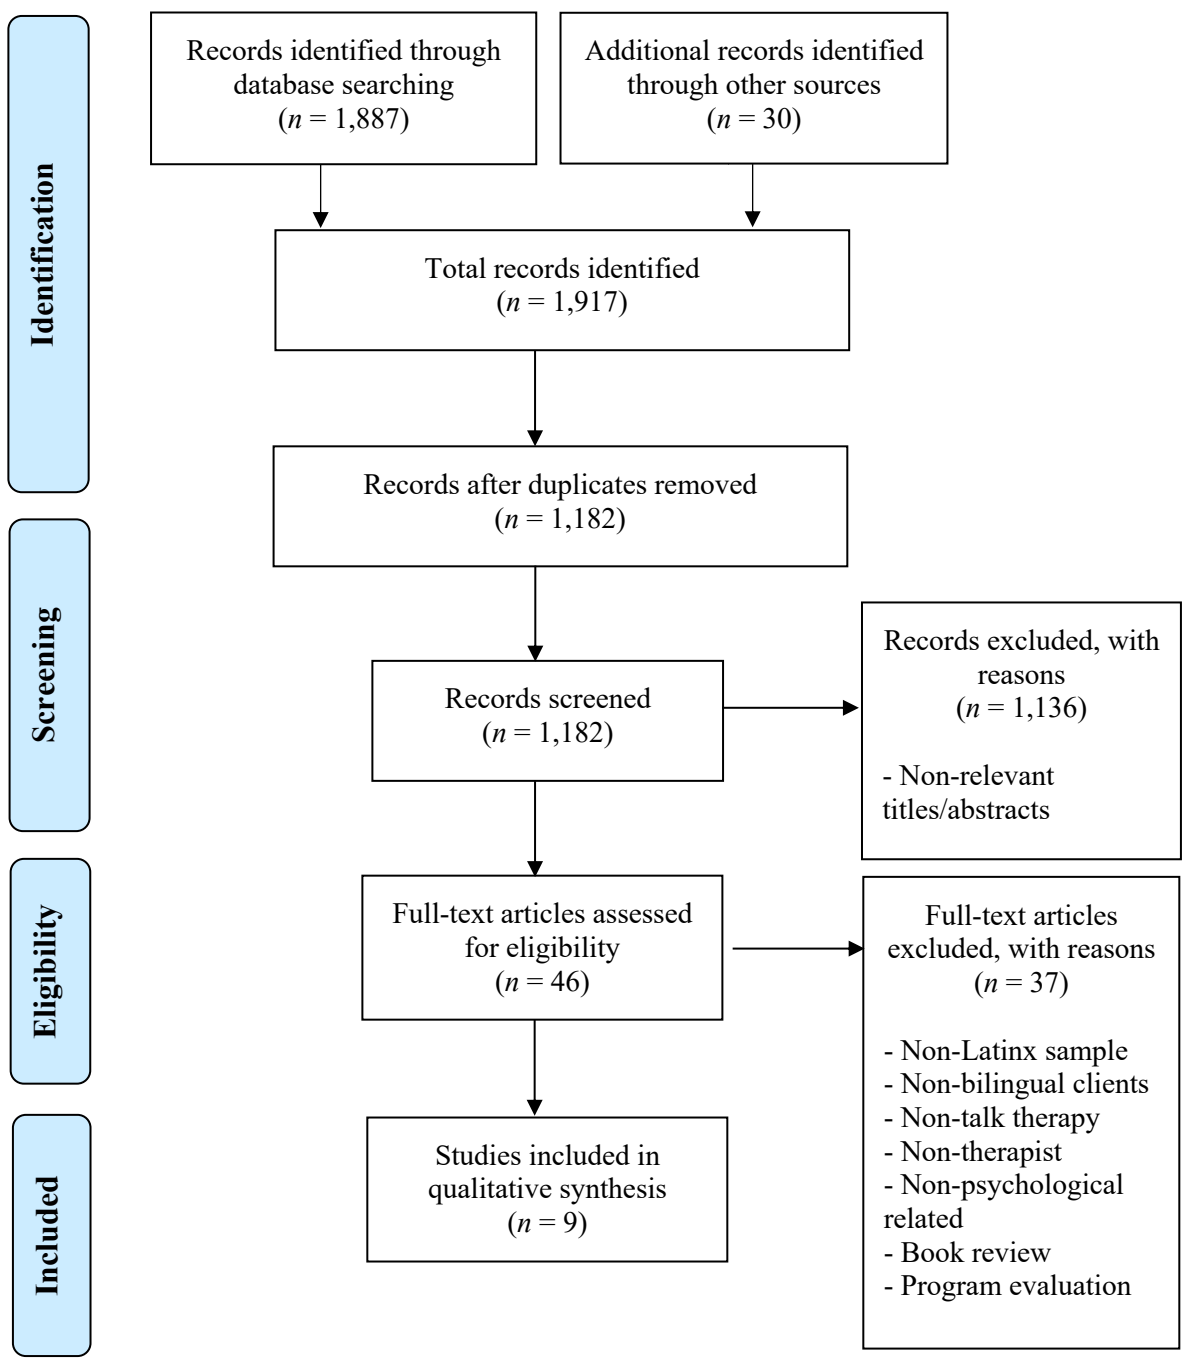 Identification
Records identified through
database searching
(n = 1,887)
Additional records identified
through other sources
(n = 30)
Total records identified
(n = 1,917)
Records after duplicates removed
(n = 1,182)
Screening
Records screened
(n = 1,182)
Records excluded, with
reasons
(n = 1,136)
- Non-relevant
titles/abstracts
Eligibility
Full-text articles assessed
for eligibility
(n = 46)
Full-text articles
excluded, with reasons
(n = 37)
- Non-Latinx sample
- Non-bilingual clients
- Non-talk therapy
- Non-therapist
- Non-psychological
related
- Book review
- Program evaluation
Included
Studies included in
qualitative synthesis
(n = 9)